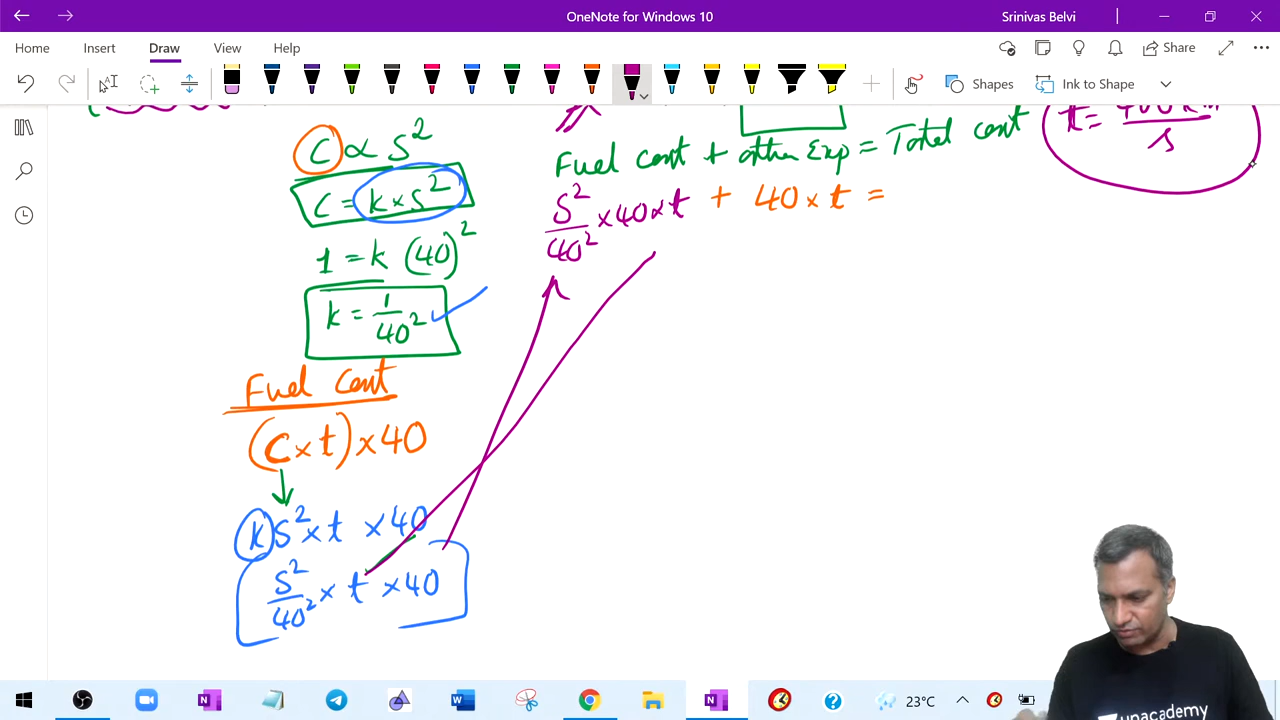 OneNote for Windows 10
Srinivas Belvi
Home Insert Draw View Help
Share
Shapes
Ink to Shape
t = 400 km / s
C ∝ S²
C = k × S²
1 = k (40)²
k = 1/40²
Fuel Cost
(C × t) × 40
k S² × t × 40
S²/40² × t × 40
Fuel cost + other Exp = Total cost
S²/40² × 40 × t + 40 × t =
23°C
unacademy